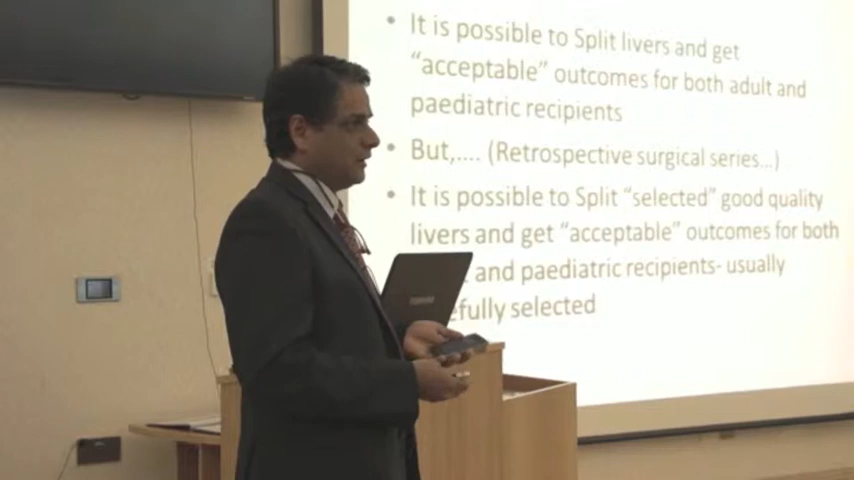 • It is possible to Split livers and get
“acceptable” outcomes for both adult and
paediatric recipients
• But,.... (Retrospective surgical series...)
• It is possible to Split “selected” good quality
livers and get “acceptable” outcomes for both
and paediatric recipients- usually
efully selected
TOSHIBA